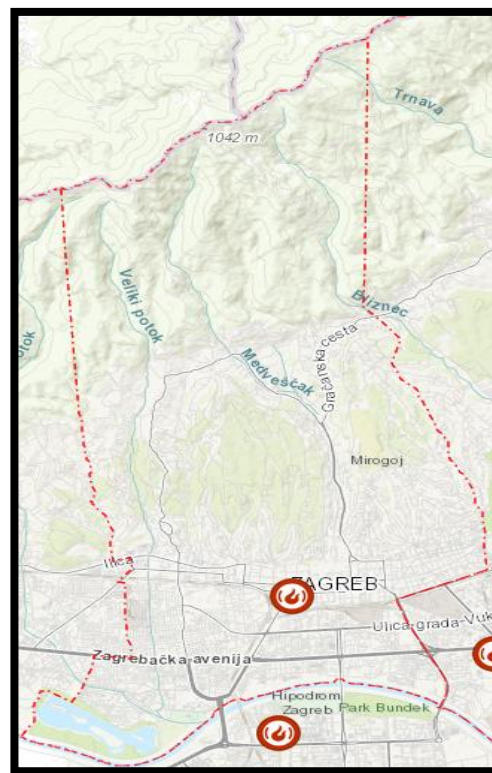 Trnava
1042 m
Veliki potok
Bliznec
otok
Gračanska cesta
Medveščak
Mirogoj
Ilica
ZAGREB
Ulica grada Vuk
Zagrebačka avenija
Hipodrom
Zagreb
Park Bundek